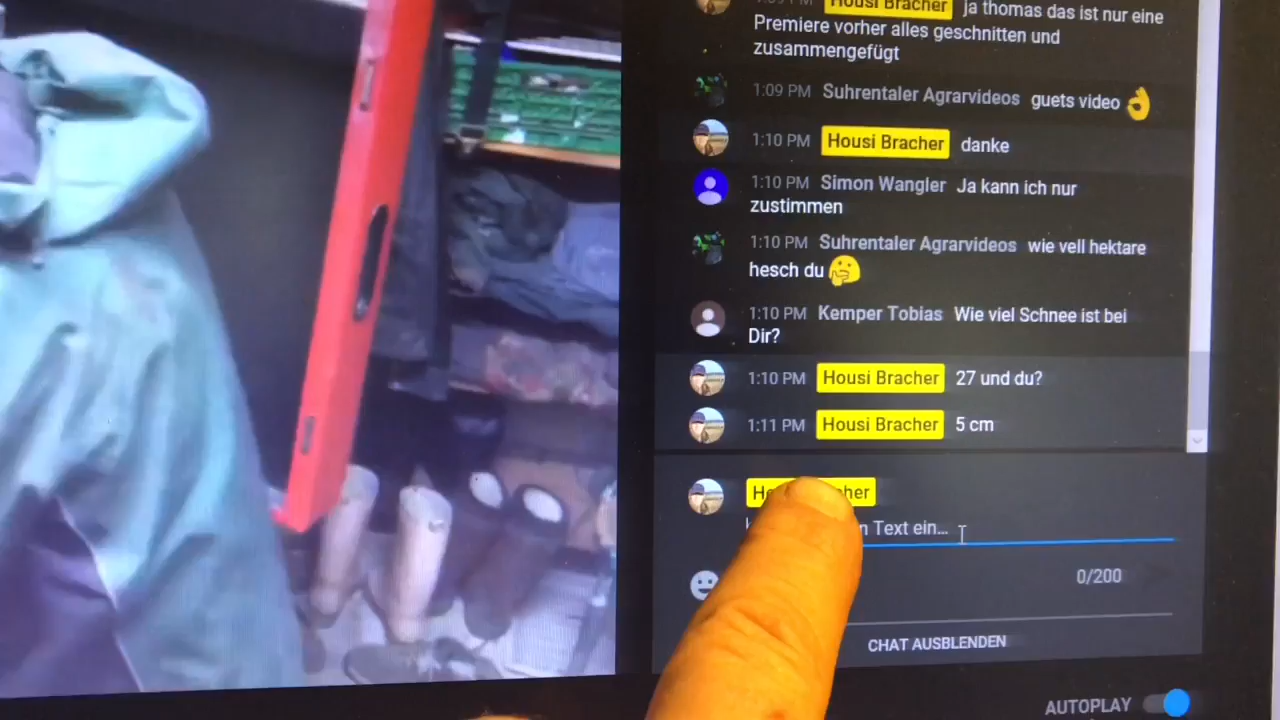 Housi Bracher ja thomas das ist nur eine
Premiere vorher alles geschnitten und
zusammengefügt
1:09 PM Suhrentaler Agrarvideos guets video 👌
1:10 PM Housi Bracher danke
1:10 PM Simon Wangler Ja kann ich nur
zustimmen
1:10 PM Suhrentaler Agrarvideos wie vell hektare
hesch du 🤔
1:10 PM Kemper Tobias Wie viel Schnee ist bei
Dir?
1:10 PM Housi Bracher 27 und du?
1:11 PM Housi Bracher 5 cm
Text ein...
0/200
CHAT AUSBLENDEN
AUTOPLAY